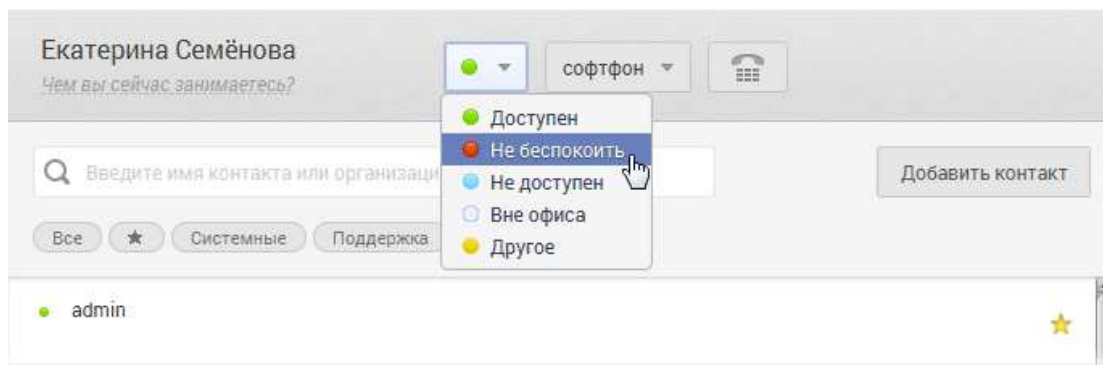 Екатерина Семёнова
Чем вы сейчас занимаетесь?
софтфон
Доступен
Не беспокоить
Не доступен
Вне офиса
Другое
Введите имя контакта или организаци
Добавить контакт
Все
Системные
Поддержка
admin